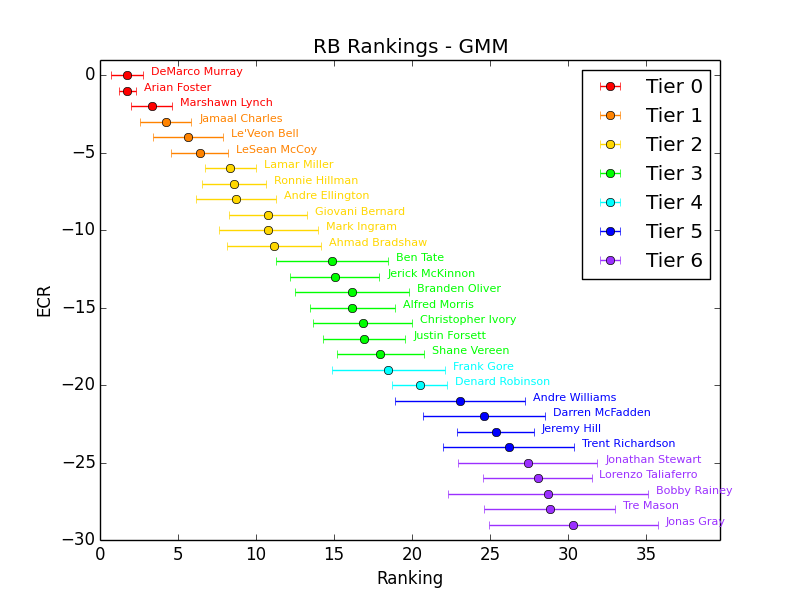 RB Rankings - GMM
DeMarco Murray
Arian Foster
Marshawn Lynch
Jamaal Charles
Le'Veon Bell
LeSean McCoy
Lamar Miller
Ronnie Hillman
Andre Ellington
Giovani Bernard
Mark Ingram
Ahmad Bradshaw
Ben Tate
Jerick McKinnon
Branden Oliver
Alfred Morris
Christopher Ivory
Justin Forsett
Shane Vereen
Frank Gore
Denard Robinson
Andre Williams
Darren McFadden
Jeremy Hill
Trent Richardson
Jonathan Stewart
Lorenzo Taliaferro
Bobby Rainey
Tre Mason
Jonas Gray
Tier 0
Tier 1
Tier 2
Tier 3
Tier 4
Tier 5
Tier 6
0
−5
−10
−15
−20
−25
−30
ECR
0 5 10 15 20 25 30 35
Ranking